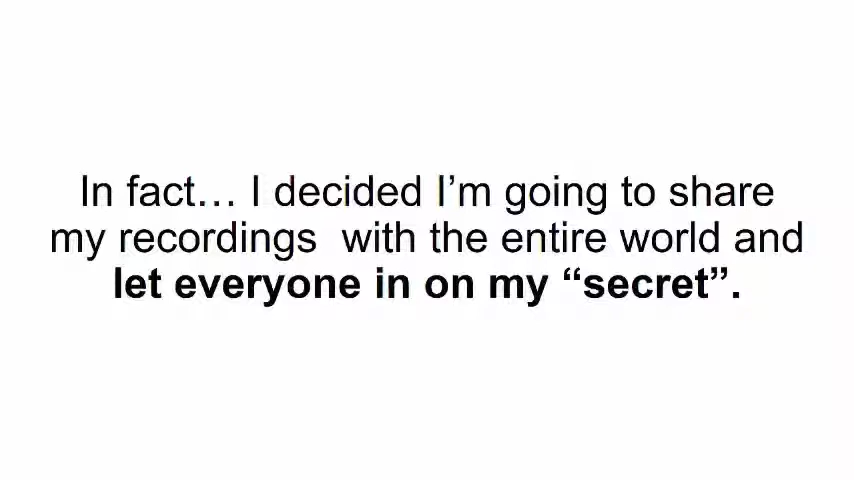 In fact… I decided I’m going to share
my recordings  with the entire world and
let everyone in on my “secret”.